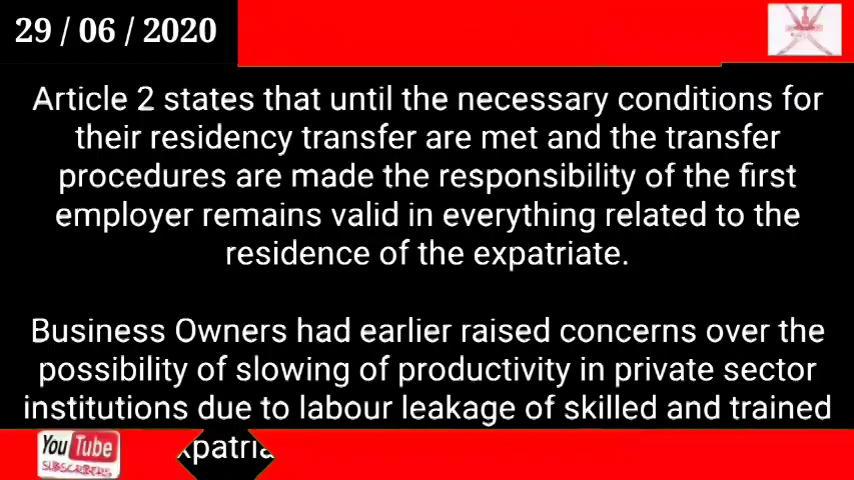 29 / 06 / 2020
Article 2 states that until the necessary conditions for
their residency transfer are met and the transfer
procedures are made the responsibility of the first
employer remains valid in everything related to the
residence of the expatriate.
Business Owners had earlier raised concerns over the
possibility of slowing of productivity in private sector
institutions due to labour leakage of skilled and trained
You Tube
SUBSCRIBERS